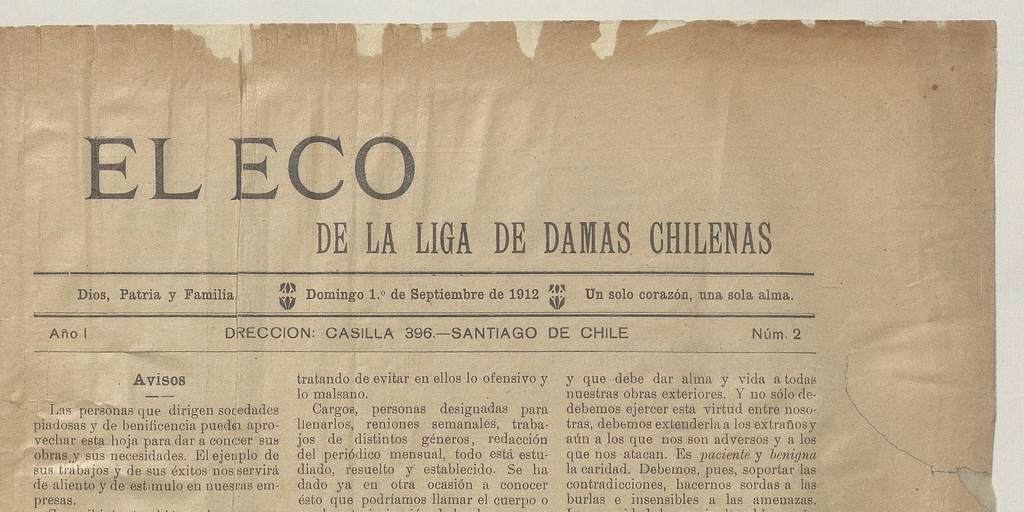 EL ECO
DE LA LIGA DE DAMAS CHILENAS
Dios, Patria y Familia.
Domingo 1.º de Septiembre de 1912
Un solo corazón, una sola alma.
Año I
DRECCION: CASILLA 396.—SANTIAGO DE CHILE
Núm. 2
Avisos
Las personas que dirigen sociedades
piadosas y de benificencia pueden apro-
vechar esta hoja para dar a conocer sus
obras y sus necesidades. El ejemplo de
sus trabajos y de sus éxitos nos servirá
de aliento y de estimulo en nuestras em-
presas.
tratando de evitar en ellos lo ofensivo y
lo malsano.
Cargos, personas designadas para
llenarlos, reniones semanales, traba-
jos de distintos géneros, redacción
del periódico mensual, todo está estu-
diado, resuelto y establecido. Se ha
dado ya en otra ocasión a conocer
ésto que podríamos llamar el cuerpo o
y que debe dar alma y vida a todas
nuestras obras exteriores. Y no sólo de-
debemos ejercer esta virtud entre noso-
tras, debemos extenderla a los extraños y
aún a los que nos son adversos y a los
que nos atacan. Es paciente y benigna
la caridad. Debemos, pues, soportar las
contradicciones, hacernos sordas a las
burlas e insensibles a las amenazas.